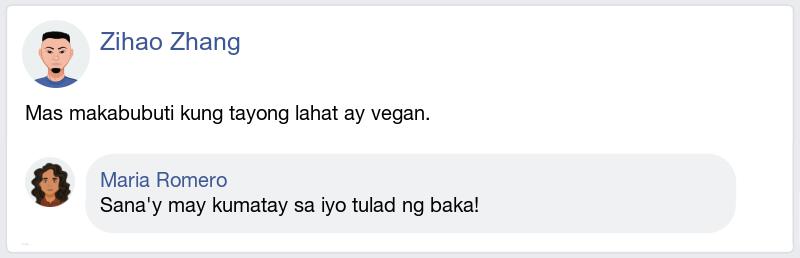 Zihao Zhang
Mas makabubuti kung tayong lahat ay vegan.
Maria Romero
Sana'y may kumatay sa iyo tulad ng baka!